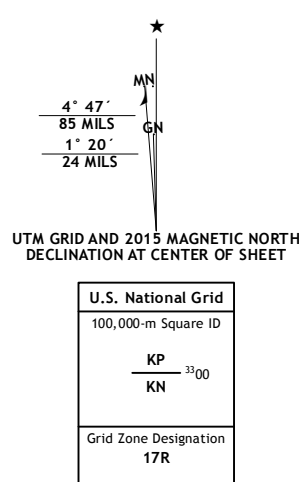 ★
MN
4° 47´
85 MILS
GN
1° 20´
24 MILS
UTM GRID AND 2015 MAGNETIC NORTH
DECLINATION AT CENTER OF SHEET
U.S. National Grid
100,000-m Square ID
KP
³³00
KN
Grid Zone Designation
17R